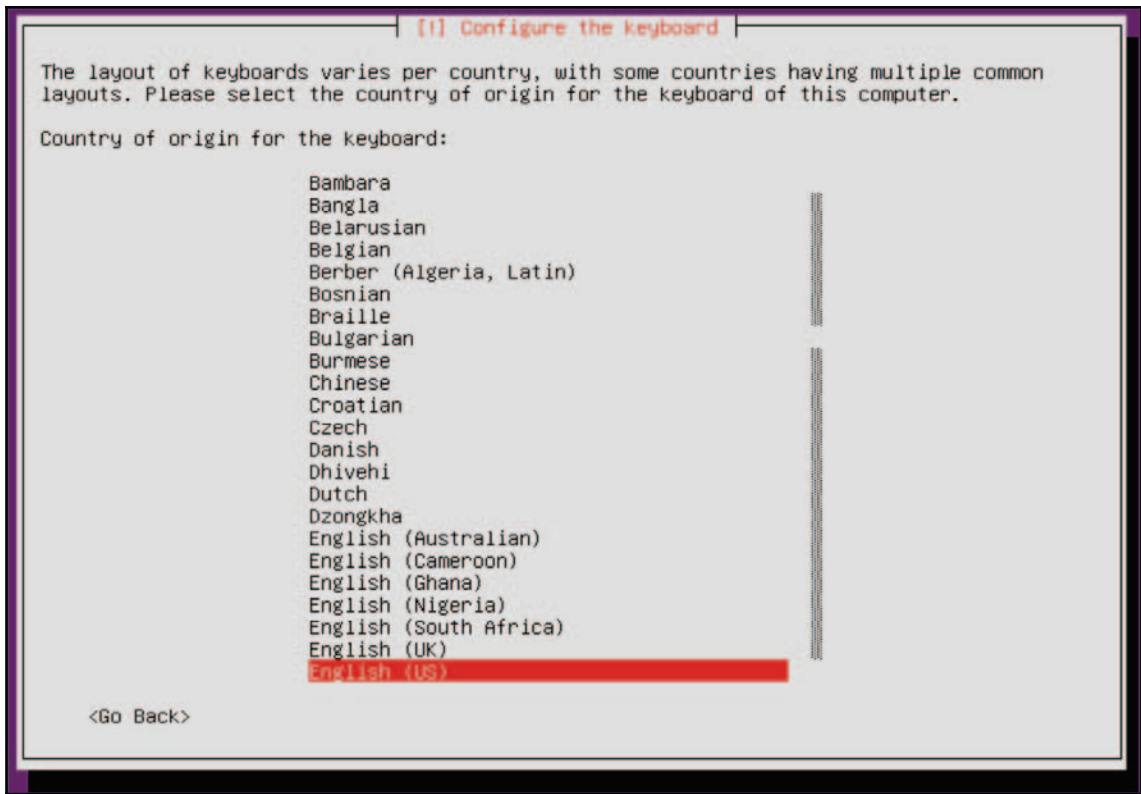 [!] Configure the keyboard
The layout of keyboards varies per country, with some countries having multiple common
layouts. Please select the country of origin for the keyboard of this computer.
Country of origin for the keyboard:
Bambara
Bangla
Belarusian
Belgian
Berber (Algeria, Latin)
Bosnian
Braille
Bulgarian
Burmese
Chinese
Croatian
Czech
Danish
Dhivehi
Dutch
Dzongkha
English (Australian)
English (Cameroon)
English (Ghana)
English (Nigeria)
English (South Africa)
English (UK)
English (US)
<Go Back>